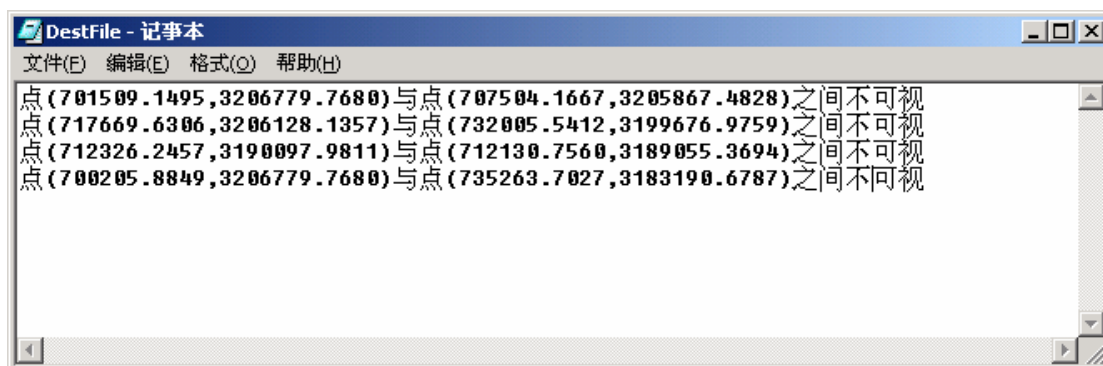 DestFile - 记事本
文件(F) 编辑(E) 格式(O) 帮助(H)
点(701509.1495,3206779.7680)与点(707504.1667,3205867.4828)之间不可视
点(717669.6306,3206128.1357)与点(732005.5412,3199676.9759)之间不可视
点(712326.2457,3190097.9811)与点(712130.7560,3189055.3694)之间不可视
点(700205.8849,3206779.7680)与点(735263.7027,3183190.6787)之间不可视